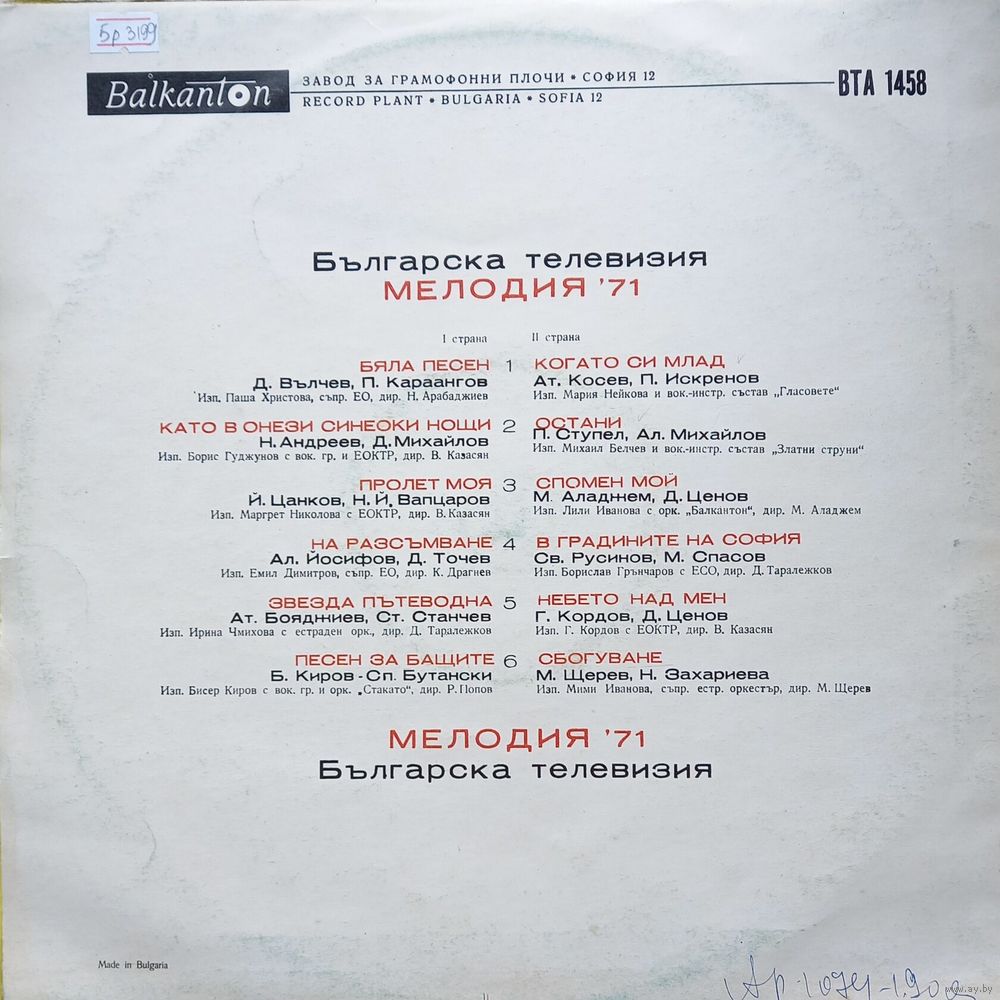 Бр 3199
Balkanton
ЗАВОД ЗА ГРАМОФОННИ ПЛОЧИ • СОФИЯ 12
RECORD PLANT • BULGARIA • SOFIA 12
ВТА 1458
Българска телевизия
МЕЛОДИЯ '71
I страна
БЯЛА ПЕСЕН 1
Д. Вълчев, П. Караангов
Изп. Паша Христова, съпр. ЕО, дир. Н. Арабаджиев
КАТО В ОНЕЗИ СИНЕОКИ НОЩИ 2
Н. Андреев, Д. Михайлов
Изп. Борис Гуджунов с вок. гр. и ЕОКТР, дир. В. Казасян
ПРОЛЕТ МОЯ 3
Й. Цанков, Н. Й. Вапцаров
Изп. Маргрет Николова с ЕОКТР, дир. В. Казасян
НА РАЗСЪМВАНЕ 4
Ал. Йосифов, Д. Точев
Изп. Емил Димитров, съпр. ЕО, дир. К. Драгнев
ЗВЕЗДА ПЪТЕВОДНА 5
Ат. Бояднниев, Ст. Станчев
Изп. Ирина Чмихова с естраден орк., дир. Д. Таралежков
ПЕСЕН ЗА БАЩИТЕ 6
Б. Киров - Сп. Бутански
Изп. Бисер Киров с вок. гр. и орк. „Стакато“, дир. Р. Попов
II страна
КОГАТО СИ МЛАД
Ат. Косев, П. Искренов
Изп. Мария Нейкова и вок.-инстр. състав „Гласовете“
ОСТАНИ
П. Ступел, Ал. Михайлов
Изп. Михаил Белчев и вок.-инстр. състав „Златни струни“
СПОМЕН МОЙ
М. Аладнем, Д. Ценов
Изп. Лили Иванова с орк. „Балкантон“, дир. М. Аладжем
В ГРАДИНИТЕ НА СОФИЯ
Св. Русинов, М. Спасов
Изп. Борислав Грънчаров с ЕСО, дир. Д. Таралежков
НЕБЕТО НАД МЕН
Г. Кордов, Д. Ценов
Изп. Г. Кордов с ЕОКТР, дир. В. Казасян
СБОГУВАНЕ
М. Щерев, Н. Захариева
Изп. Мими Иванова, съпр. естр. оркестър, дир. М. Щерев
МЕЛОДИЯ '71
Българска телевизия
Made in Bulgaria
www.ay.by